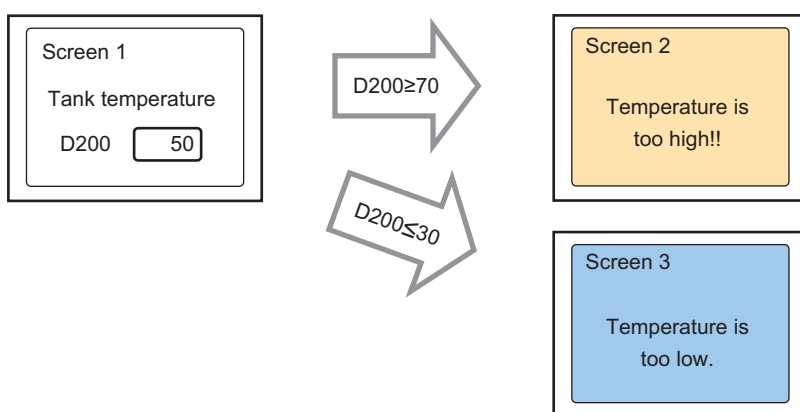 Screen 1
Tank temperature
D200 50
D200≥70
D200≤30
Screen 2
Temperature is
too high!!
Screen 3
Temperature is
too low.